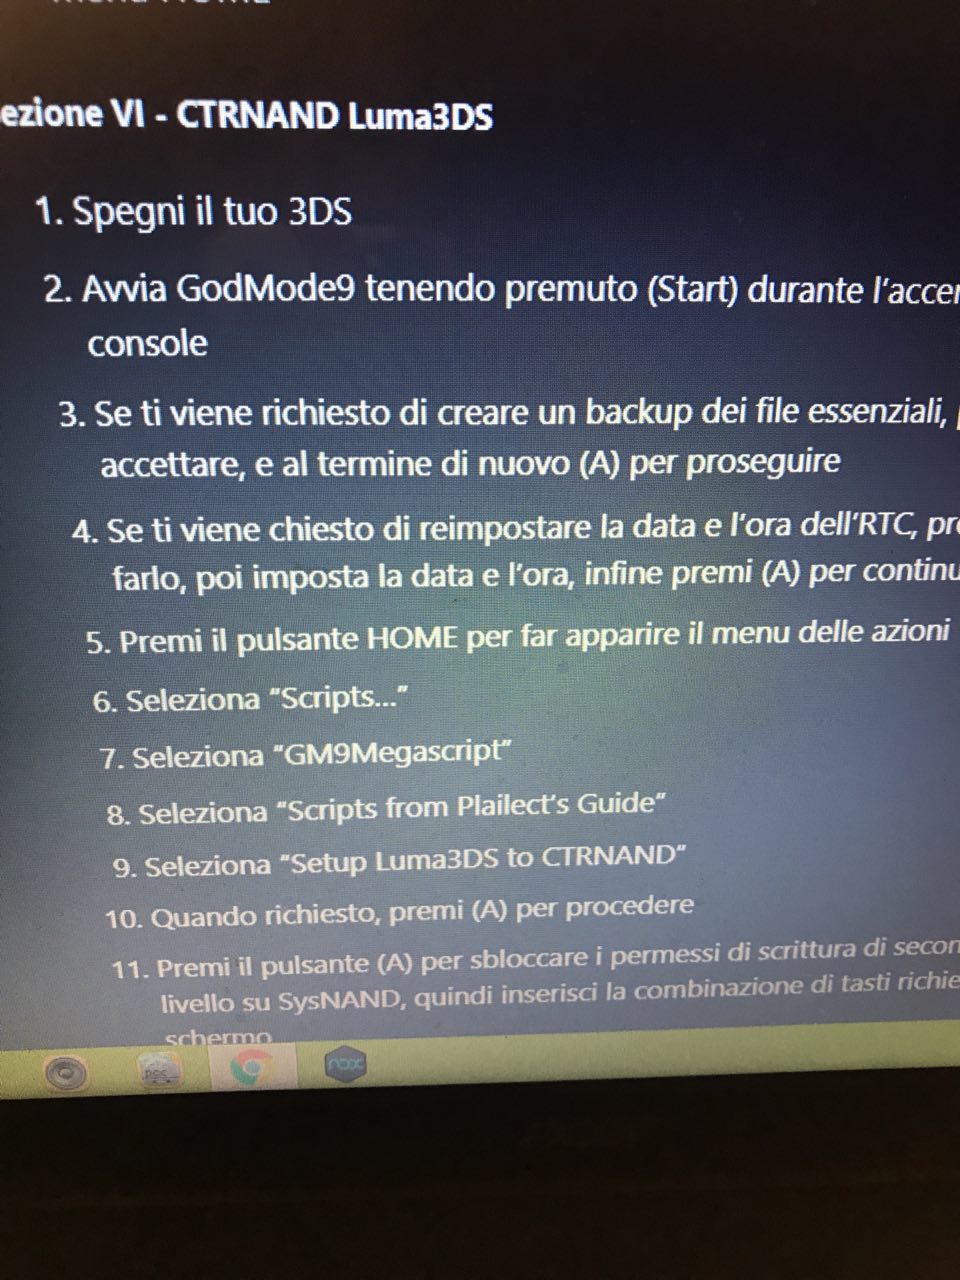 ezione VI - CTRNAND Luma3DS
1. Spegni il tuo 3DS
2. Avvia GodMode9 tenendo premuto (Start) durante l'accen
console
3. Se ti viene richiesto di creare un backup dei file essenziali,
accettare, e al termine di nuovo (A) per proseguire
4. Se ti viene chiesto di reimpostare la data e l'ora dell'RTC, pre
farlo, poi imposta la data e l'ora, infine premi (A) per continu
5. Premi il pulsante HOME per far apparire il menu delle azioni
6. Seleziona "Scripts..."
7. Seleziona "GM9Megascript"
8. Seleziona "Scripts from Plailect's Guide"
9. Seleziona "Setup Luma3DS to CTRNAND"
10. Quando richiesto, premi (A) per procedere
11. Premi il pulsante (A) per sbloccare i permessi di scrittura di secon
livello su SysNAND, quindi inserisci la combinazione di tasti richie
schermo
nox